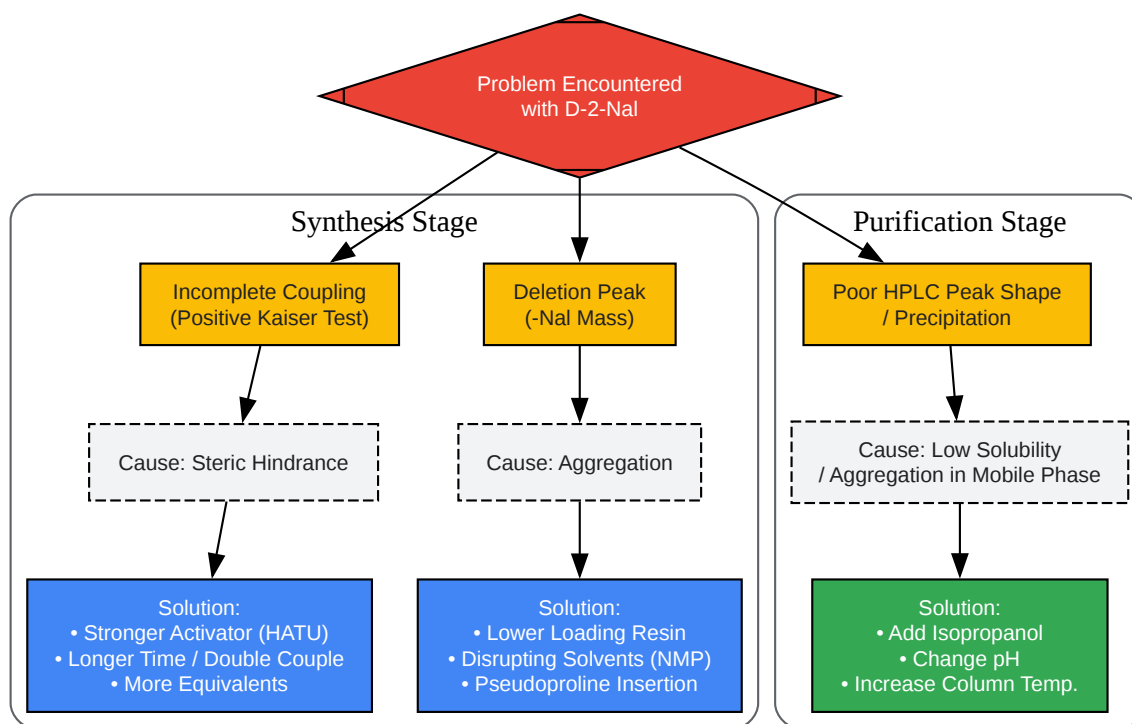 Problem Encountered
with D-2-Nal
Synthesis Stage
Purification Stage
Incomplete Coupling
(Positive Kaiser Test)
Deletion Peak
(-Nal Mass)
Poor HPLC Peak Shape
/ Precipitation
Cause: Steric Hindrance
Cause: Aggregation
Cause: Low Solubility
/ Aggregation in Mobile Phase
Solution:
• Stronger Activator (HATU)
• Longer Time / Double Couple
• More Equivalents
Solution:
• Lower Loading Resin
• Disrupting Solvents (NMP)
• Pseudoproline Insertion
Solution:
• Add Isopropanol
• Change pH
• Increase Column Temp.